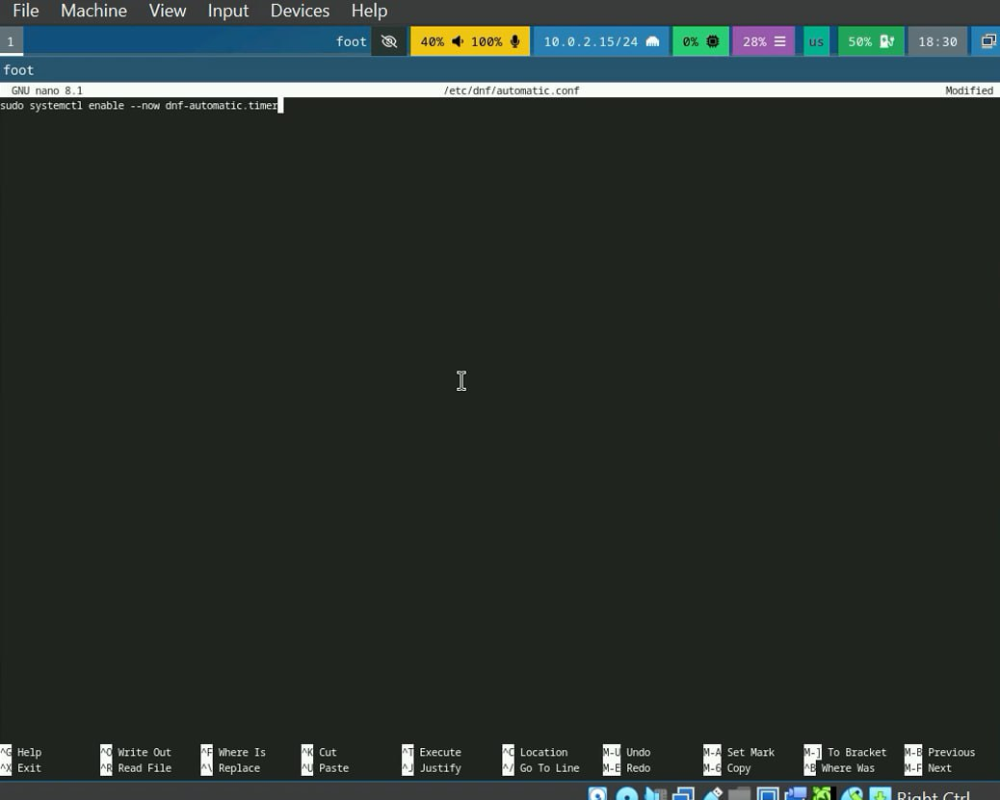 File Machine View Input Devices Help
1 foot 40% 100% 10.0.2.15/24 0% 28% us 50% 18:30
foot
GNU nano 8.1 /etc/dnf/automatic.conf Modified
sudo systemctl enable --now dnf-automatic.timer
^G Help ^O Write Out ^F Where Is ^K Cut ^T Execute ^C Location M-U Undo M-A Set Mark M-] To Bracket M-B Previous
^X Exit ^R Read File ^\ Replace ^U Paste ^J Justify ^/ Go To Line M-E Redo M-6 Copy ^B Where Was M-F Next
Right Ctrl